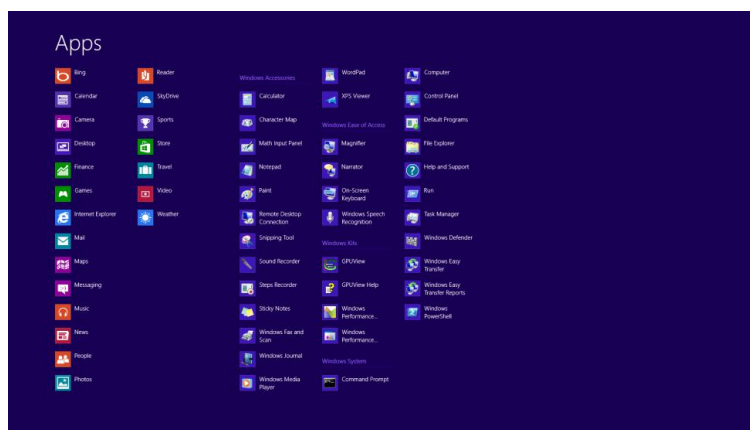 Apps
Bing
Calendar
Camera
Desktop
Finance
Games
Internet Explorer
Mail
Maps
Messaging
Music
News
People
Photos
Reader
SkyDrive
Sports
Store
Travel
Video
Weather
Windows Accessories
Calculator
Character Map
Math Input Panel
Notepad
Paint
Remote Desktop
Connection
Snipping Tool
Sound Recorder
Steps Recorder
Sticky Notes
Windows Fax and
Scan
Windows Journal
Windows Media
Player
WordPad
XPS Viewer
Windows Ease of Access
Magnifier
Narrator
On-Screen
Keyboard
Windows Speech
Recognition
Windows Kits
GPUView
GPUView Help
Windows
Performance...
Windows
Performance...
Windows System
Command Prompt
Computer
Control Panel
Default Programs
File Explorer
Help and Support
Run
Task Manager
Windows Defender
Windows Easy
Transfer
Windows Easy
Transfer Reports
Windows
PowerShell